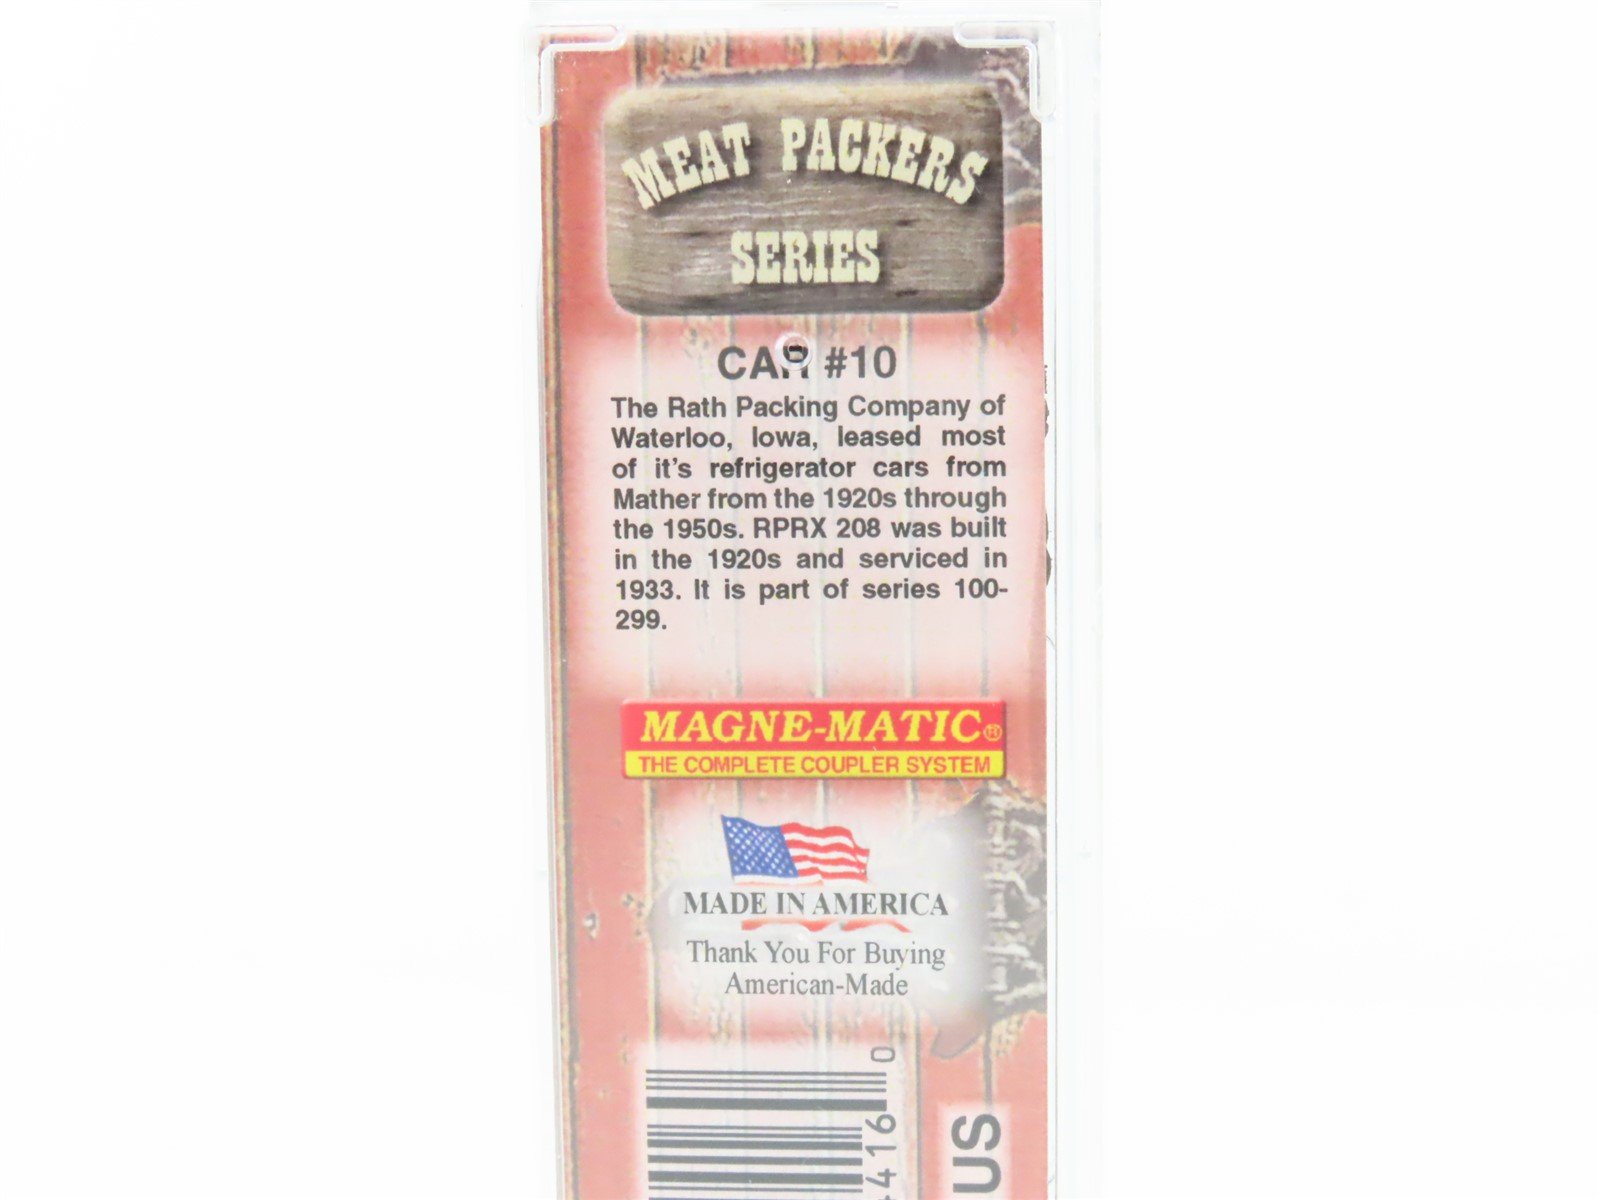 MEAT PACKERS
SERIES
CAR #10
The Rath Packing Company of
Waterloo, Iowa, leased most
of it's refrigerator cars from
Mather from the 1920s through
the 1950s. RPRX 208 was built
in the 1920s and serviced in
1933. It is part of series 100-
299.
MAGNE-MATIC®
THE COMPLETE COUPLER SYSTEM
MADE IN AMERICA
Thank You For Buying
American-Made
416 0
US